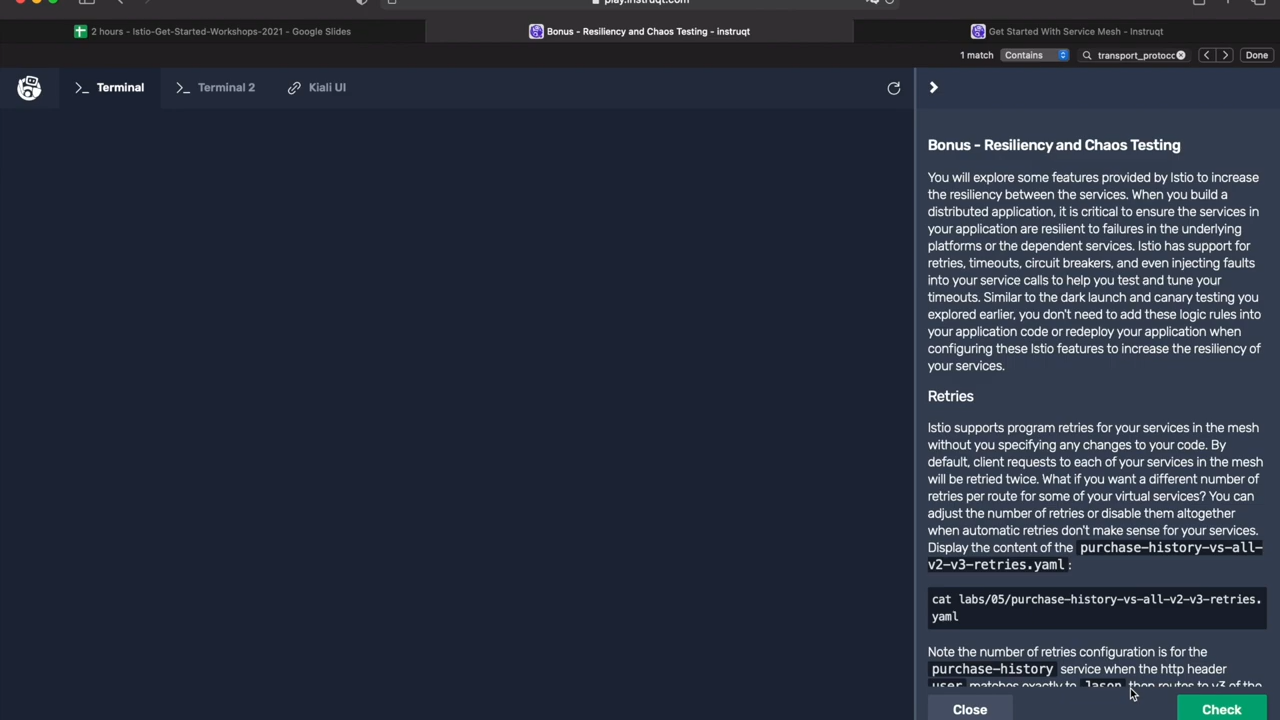 play.instruqt.com
2 hours - Istio-Get-Started-Workshops-2021 - Google Slides
Bonus - Resiliency and Chaos Testing - instruqt
Get Started With Service Mesh - Instruqt
1 match
Contains
transport_protocc
Done
>_ Terminal
>_ Terminal 2
Kiali UI
Bonus - Resiliency and Chaos Testing
You will explore some features provided by Istio to increase
the resiliency between the services. When you build a
distributed application, it is critical to ensure the services in
your application are resilient to failures in the underlying
platforms or the dependent services. Istio has support for
retries, timeouts, circuit breakers, and even injecting faults
into your service calls to help you test and tune your
timeouts. Similar to the dark launch and canary testing you
explored earlier, you don't need to add these logic rules into
your application code or redeploy your application when
configuring these Istio features to increase the resiliency of
your services.
Retries
Istio supports program retries for your services in the mesh
without you specifying any changes to your code. By
default, client requests to each of your services in the mesh
will be retried twice. What if you want a different number of
retries per route for some of your virtual services? You can
adjust the number of retries or disable them altogether
when automatic retries don't make sense for your services.
Display the content of the purchase-history-vs-all-
v2-v3-retries.yaml :
cat labs/05/purchase-history-vs-all-v2-v3-retries.
yaml
Note the number of retries configuration is for the
purchase-history service when the http header
user matches exactly to Jason then routes to v3 of the
Close
Check